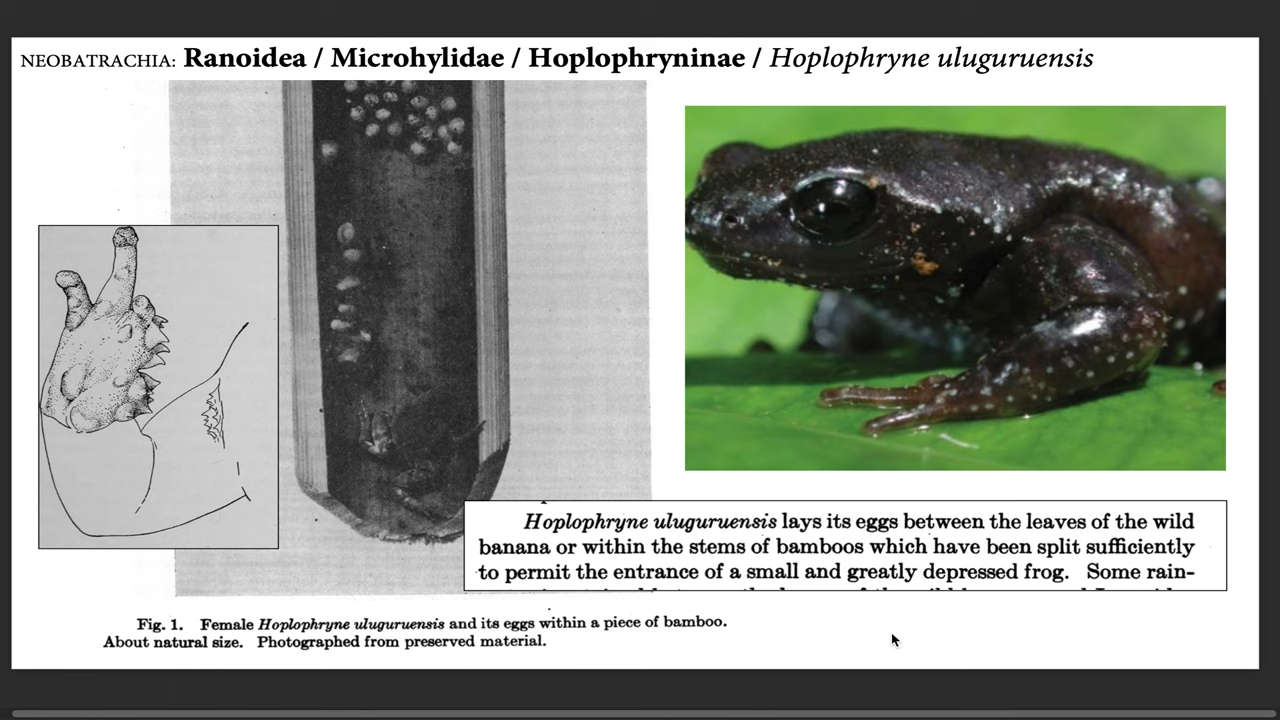 NEOBATRACHIA: Ranoidea / Microhylidae / Hoplophryninae / Hoplophryne uluguruensis
Hoplophryne uluguruensis lays its eggs between the leaves of the wild
banana or within the stems of bamboos which have been split sufficiently
to permit the entrance of a small and greatly depressed frog. Some rain-
Fig. 1. Female Hoplophryne uluguruensis and its eggs within a piece of bamboo.
About natural size. Photographed from preserved material.